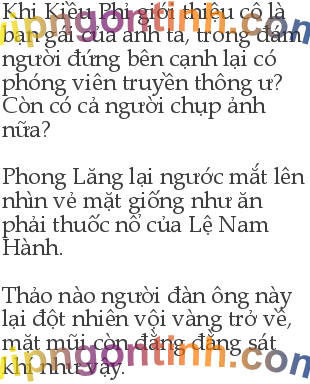 Khi Kiều Phi giới thiệu cô là
bạn gái của anh ta, trong đám
người đứng bên cạnh lại có
phóng viên truyền thông ư?
Còn có cả người chụp ảnh
nữa?
Phong Lăng lại ngước mắt lên
nhìn vẻ mặt giống như ăn
phải thuốc nổ của Lệ Nam
Hành.
Thảo nào người đàn ông này
lại đột nhiên vội vàng trở về,
mặt mũi còn đằng đằng sát
khí như vậy.
vipngontinh.com
vipngontinh.com